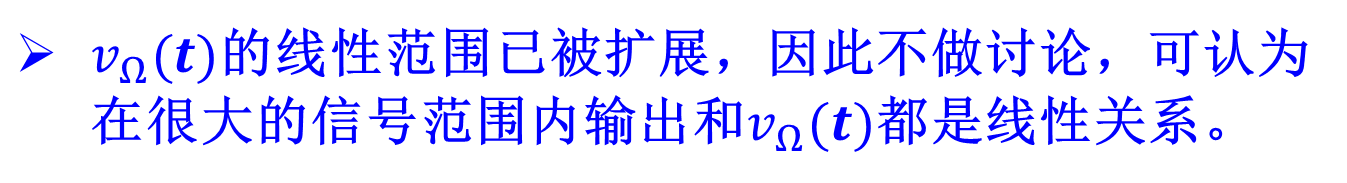 ➢ v_Ω(t)的线性范围已被扩展，因此不做讨论，可认为
在很大的信号范围内输出和v_Ω(t)都是线性关系。